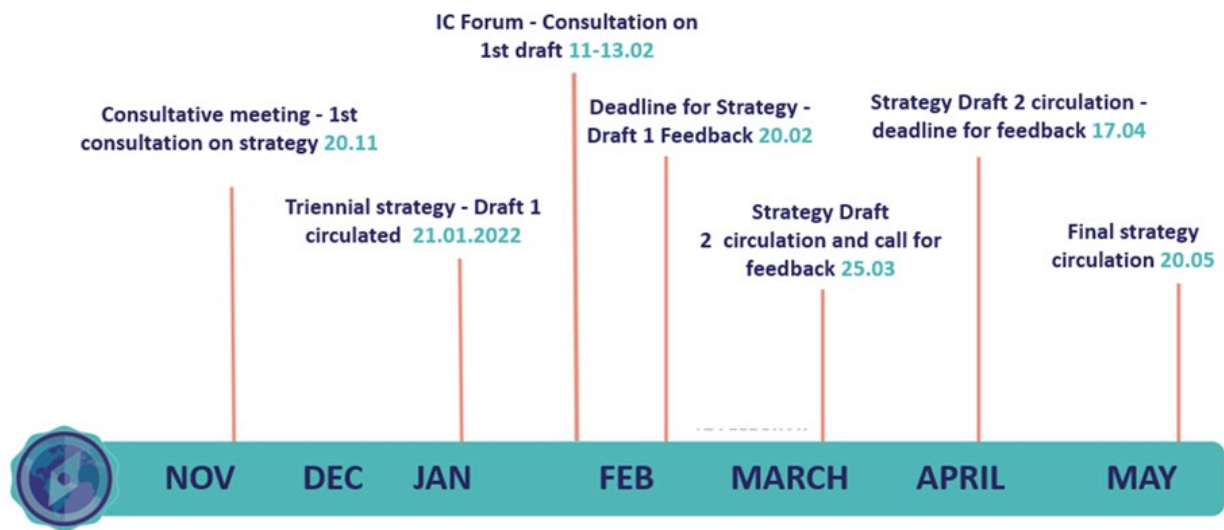 IC Forum - Consultation on
1st draft 11-13.02
Consultative meeting - 1st
consultation on strategy 20.11
Deadline for Strategy -
Draft 1 Feedback 20.02
Strategy Draft 2 circulation -
deadline for feedback 17.04
Triennial strategy - Draft 1
circulated 21.01.2022
Strategy Draft
2 circulation and call for
feedback 25.03
Final strategy
circulation 20.05
NOV DEC JAN FEB MARCH APRIL MAY